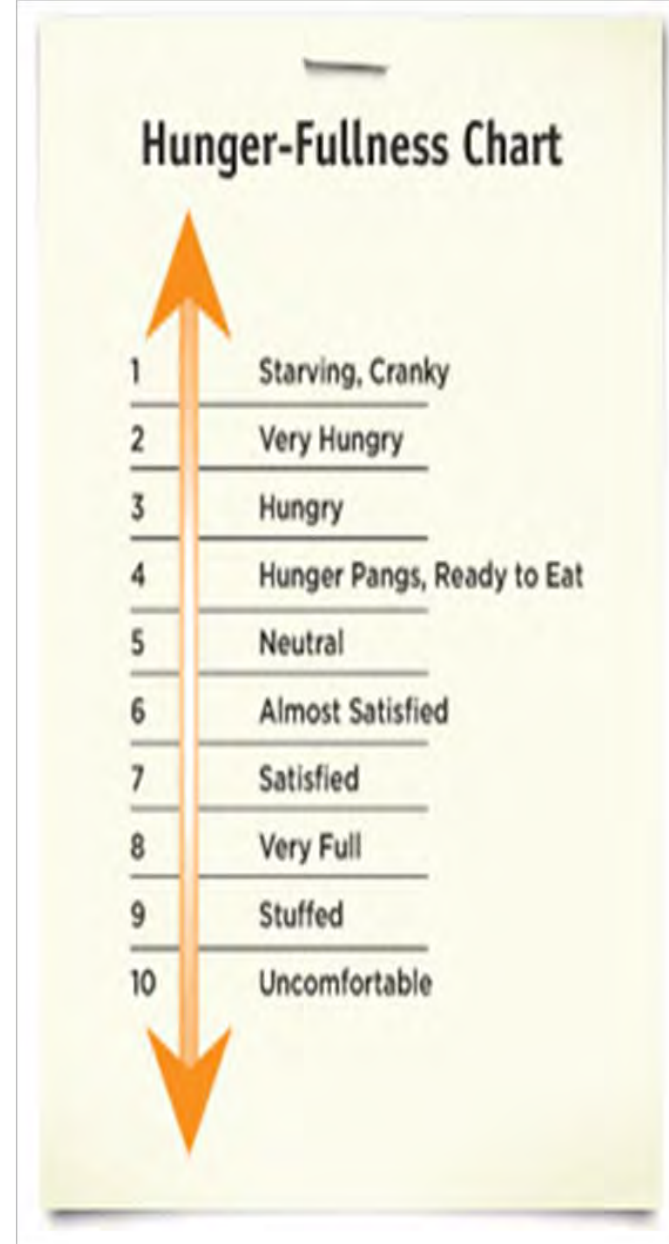 Hunger-Fullness Chart
1 Starving, Cranky
2 Very Hungry
3 Hungry
4 Hunger Pangs, Ready to Eat
5 Neutral
6 Almost Satisfied
7 Satisfied
8 Very Full
9 Stuffed
10 Uncomfortable